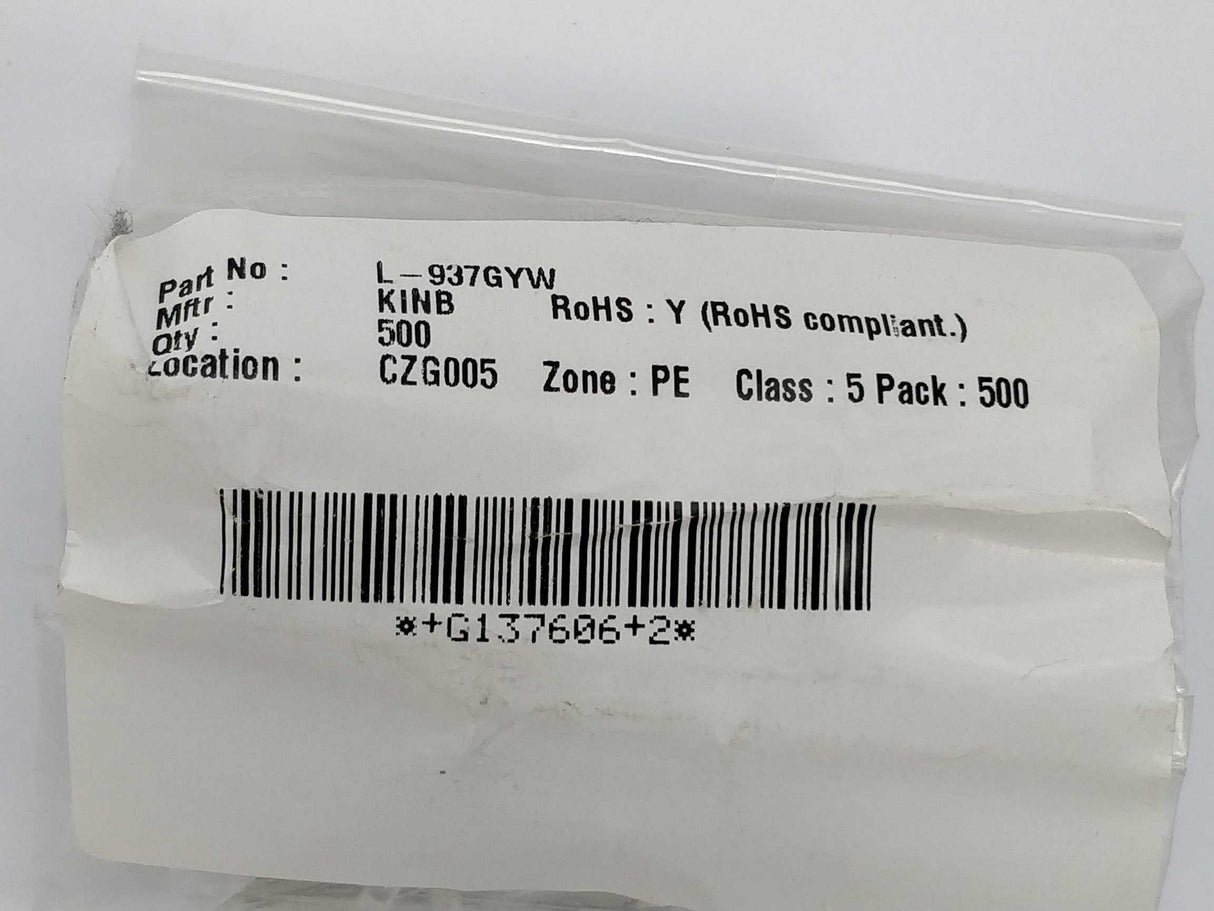 Part No : L-937GYW
Mftr : KINB RoHS : Y (RoHS compliant.)
Qty : 500
Location : CZG005 Zone : PE Class : 5 Pack : 500
*+G137606+2*